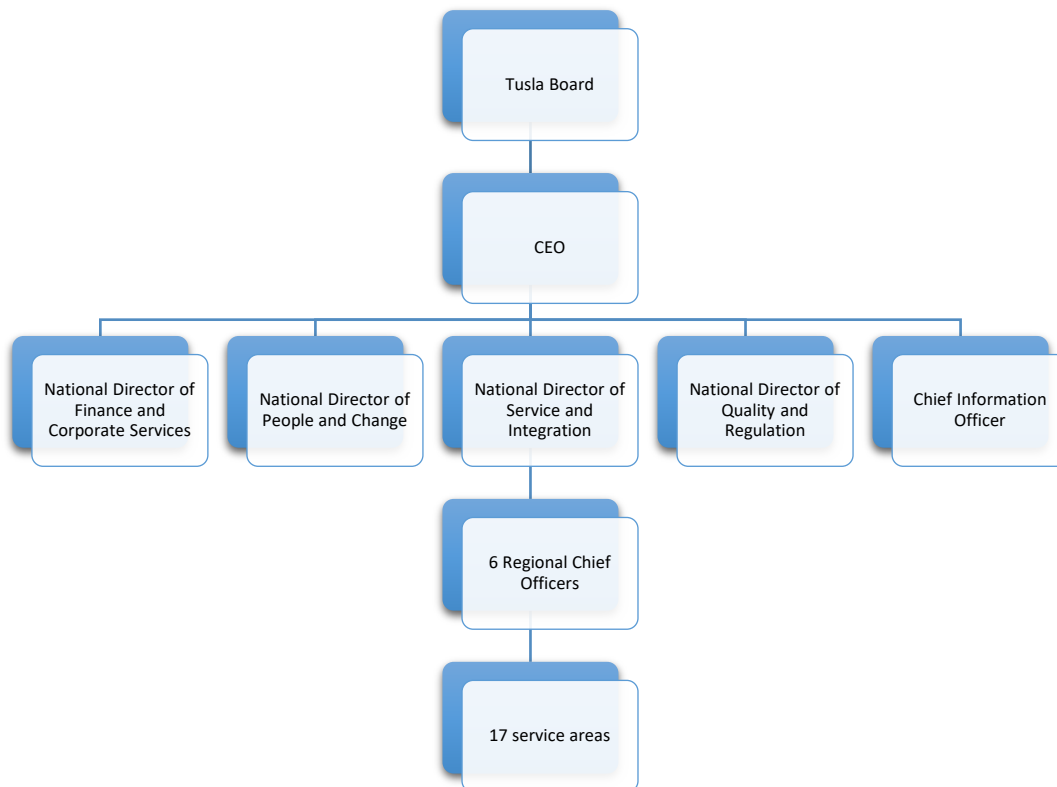 Tusla Board
CEO
National Director of
Finance and
Corporate Services
National Director of
People and Change
National Director of
Service and
Integration
National Director of
Quality and
Regulation
Chief Information
Officer
6 Regional Chief
Officers
17 service areas